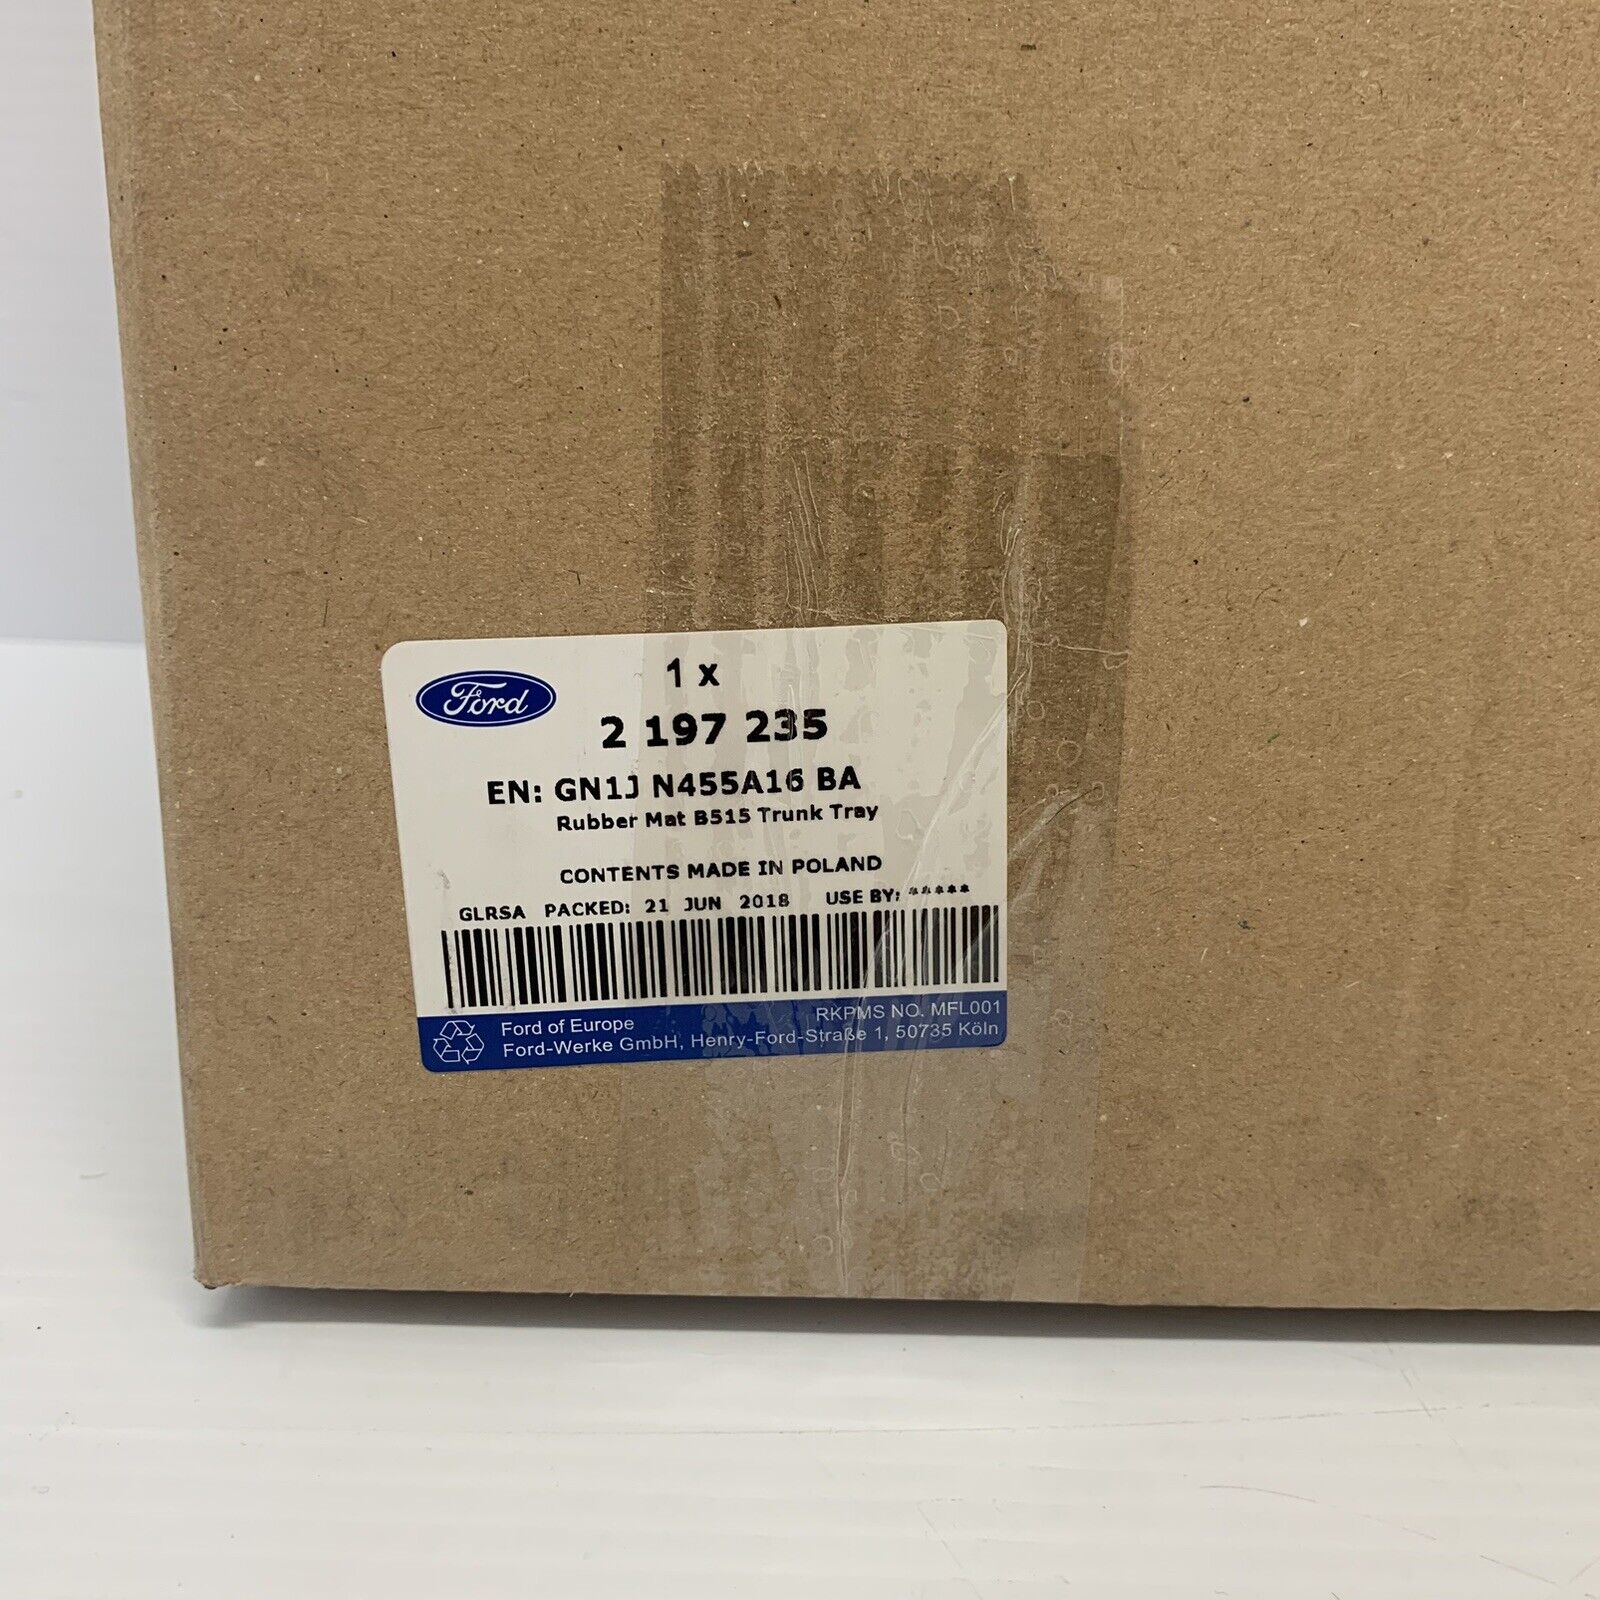 Ford
1 x
2 197 235
EN: GN1J N455A16 BA
Rubber Mat B515 Trunk Tray
CONTENTS MADE IN POLAND
GLRSA PACKED: 21 JUN 2018 USE BY: *****
RKPMS NO. MFL001
Ford of Europe
Ford-Werke GmbH, Henry-Ford-Straße 1, 50735 Köln